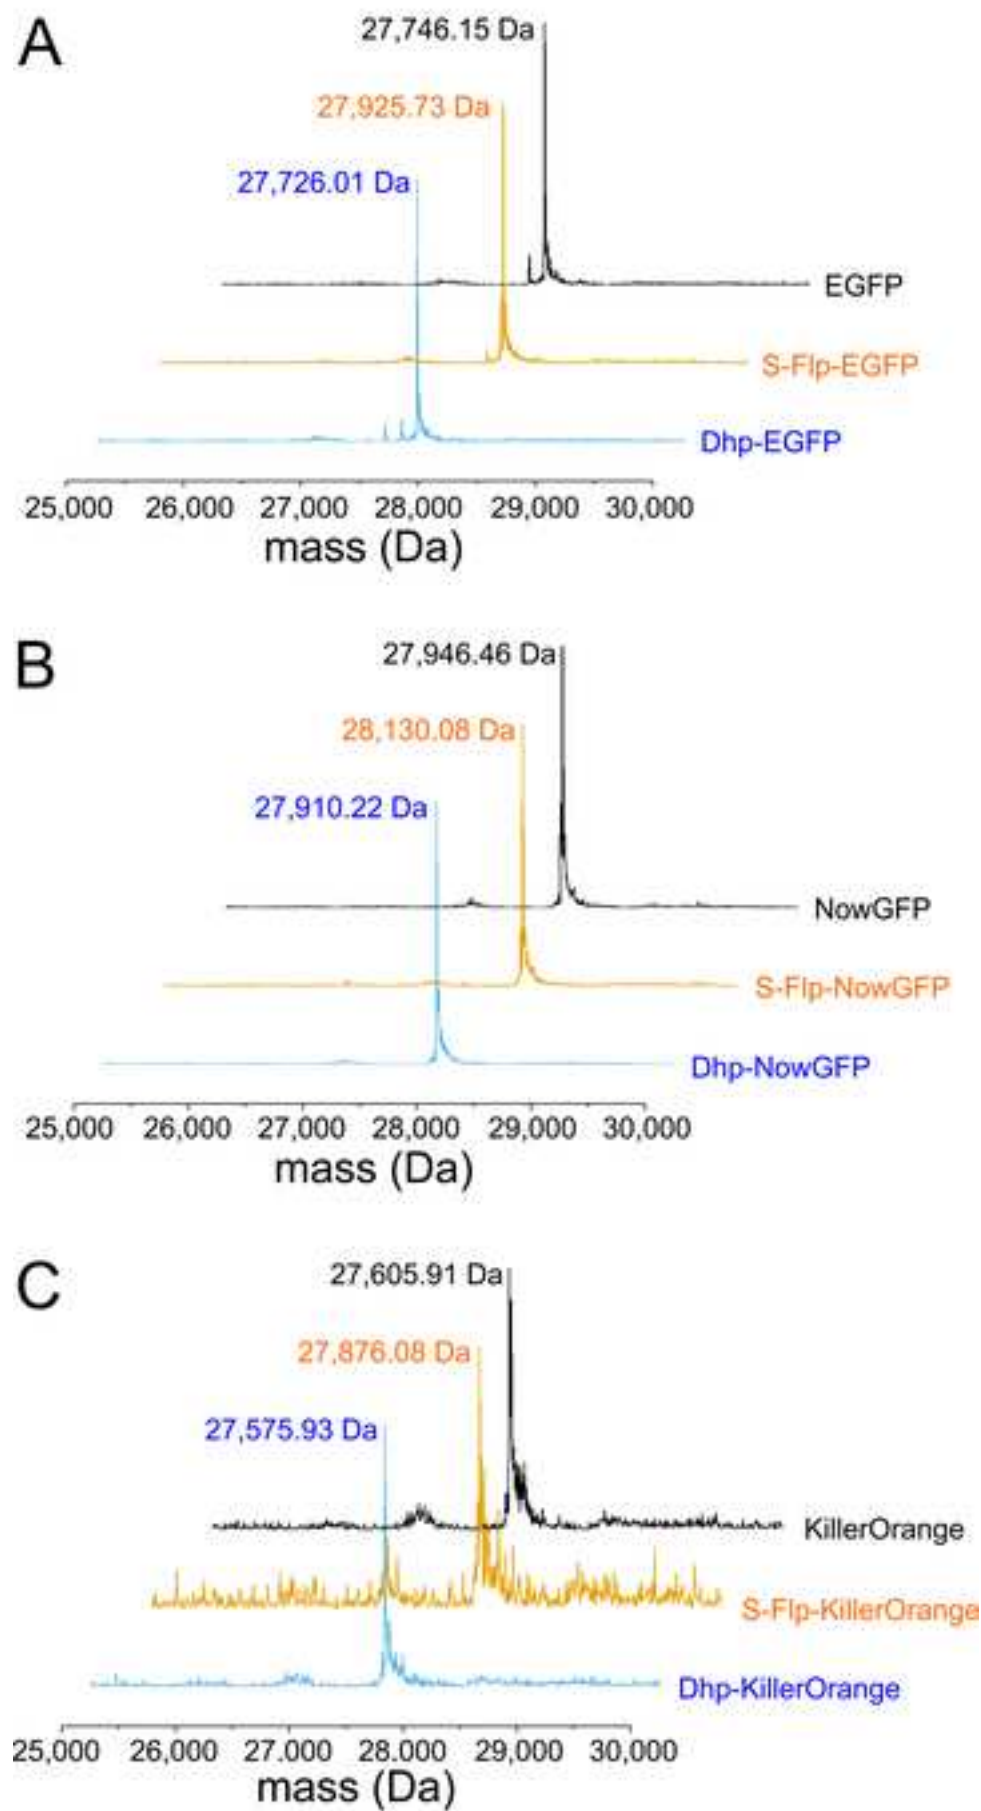 A
27,746.15 Da
27,925.73 Da
27,726.01 Da
EGFP
S-Flp-EGFP
Dhp-EGFP
25,000 26,000 27,000 28,000 29,000 30,000
mass (Da)
B
27,946.46 Da
28,130.08 Da
27,910.22 Da
NowGFP
S-Flp-NowGFP
Dhp-NowGFP
25,000 26,000 27,000 28,000 29,000 30,000
mass (Da)
C
27,605.91 Da
27,876.08 Da
27,575.93 Da
KillerOrange
S-Flp-KillerOrange
Dhp-KillerOrange
25,000 26,000 27,000 28,000 29,000 30,000
mass (Da)